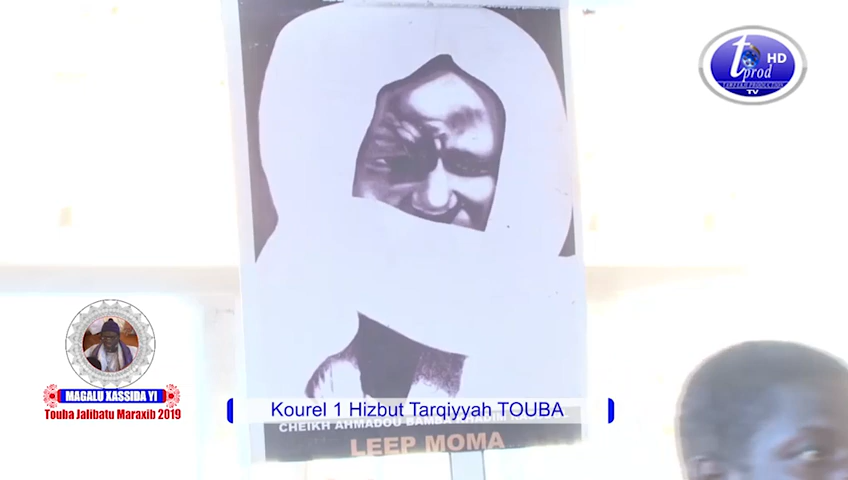 t prod HD
TV
MAGALU XASSIDA YI
Touba Jalibatu Maraxib 2019
Kourel 1 Hizbut Tarqiyyah TOUBA
CHEIKH AHMADOU BAMBA
LEEP MOMA